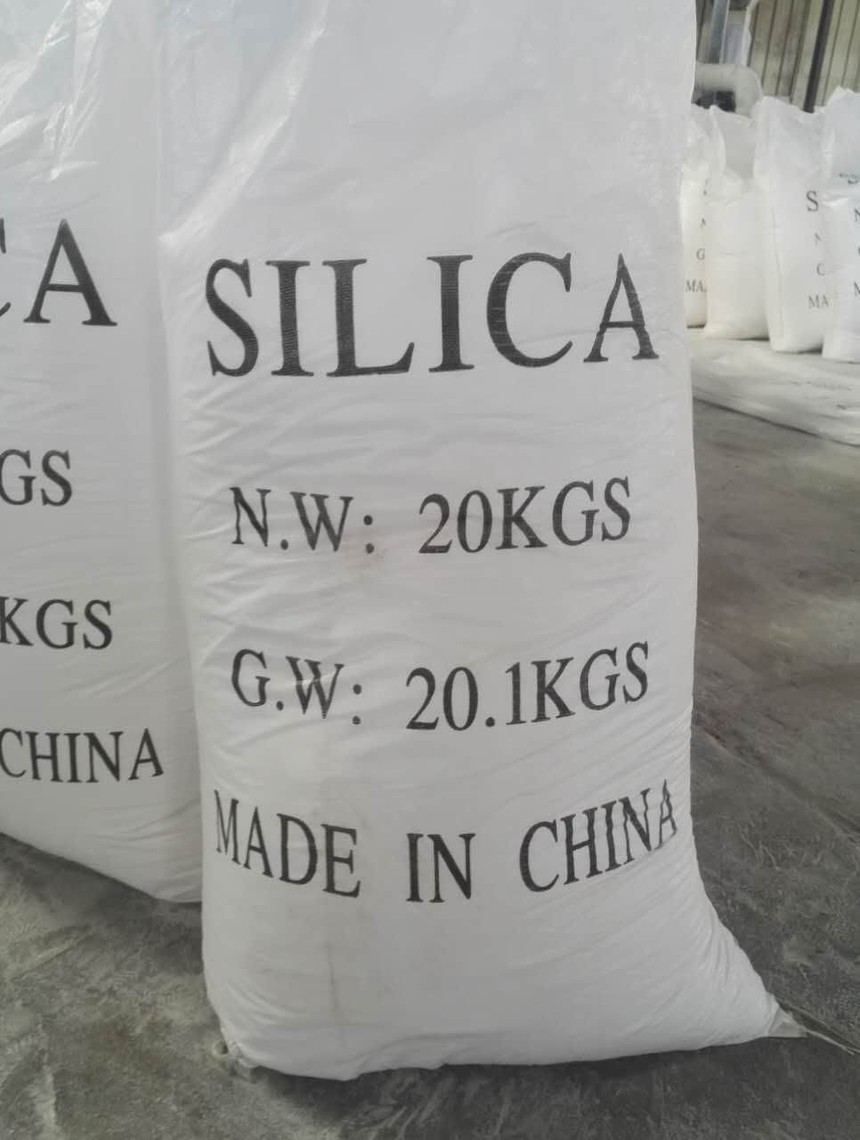 SILICA
N.W: 20KGS
G.W: 20.1KGS
MADE IN CHINA
CA
GS
KGS
CHINA